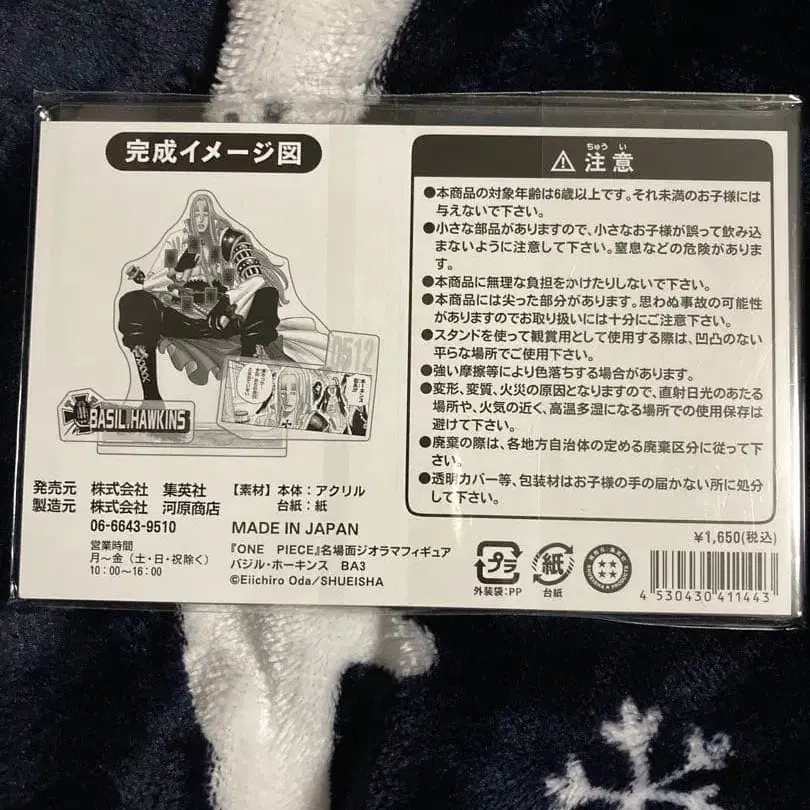 完成イメージ図
0512
BASIL.HAWKINS
発売元 株式会社 集英社
製造元 株式会社 河原商店
06-6643-9510
営業時間
月~金(土・日・祝除く)
10:00~16:00
【素材】本体:アクリル
台紙:紙
MADE IN JAPAN
『ONE PIECE』名場面ジオラマフィギュア
バジル・ホーキンス BA3
©Eiichiro Oda/SHUEISHA
ちゅうい
⚠注意
●本商品の対象年齢は6歳以上です。それ未満のお子様には
与えないで下さい。
●小さな部品がありますので、小さなお子様が誤って飲み込
まないように注意して下さい。窒息などの危険がありま
す。
●本商品に無理な負担をかけたりしないで下さい。
●本商品には尖った部分があります。思わぬ事故の可能性
がありますのでお取り扱いには十分にご注意下さい。
●スタンドを使って観賞用として使用する際は、凹凸のない
平らな場所でご使用下さい。
●強い摩擦等により色落ちする場合があります。
●変形、変質、火災の原因となりますので、直射日光のあたる
場所や、火気の近く、高温多湿になる場所での使用保存は
避けて下さい。
●廃棄の際は、各地方自治体の定める廃棄区分に従って下
さい。
●透明カバー等、包装材はお子様の手の届かない所に処分
して下さい。
¥1,650(税込)
プラ
外装袋:PP
紙
台紙
4 530430 411443